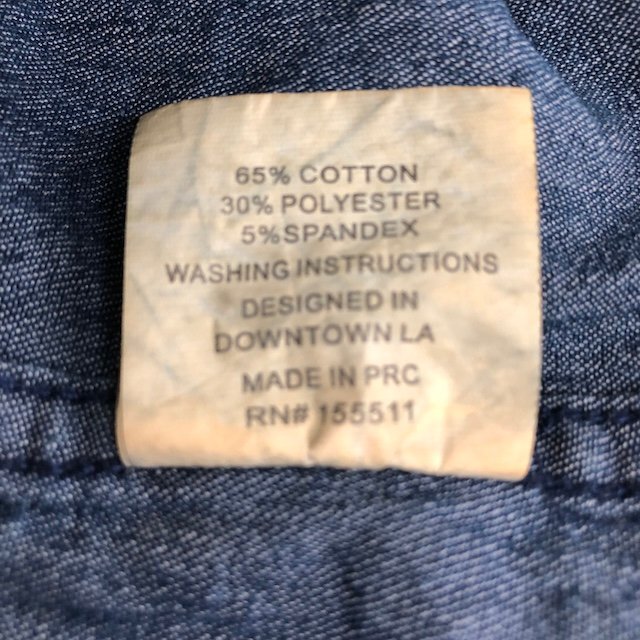 65% COTTON
30% POLYESTER
5%SPANDEX
WASHING INSTRUCTIONS
DESIGNED IN
DOWNTOWN LA
MADE IN PRC
RN# 155511